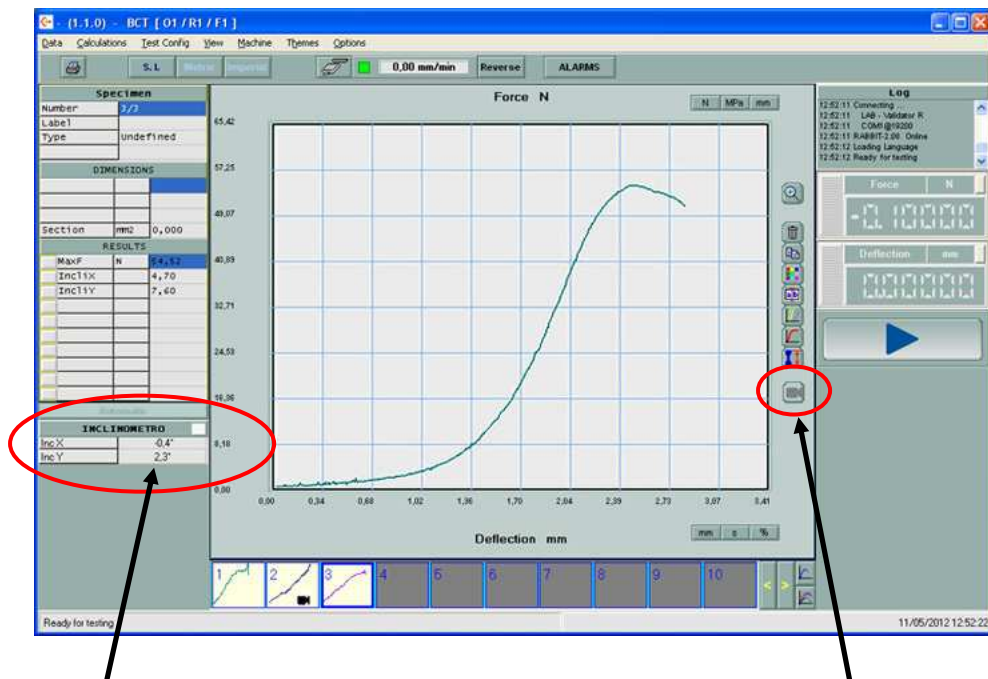 - (1.1.0) - BCT [ O1 / R1 / F1 ]
Data Calculations Test Config View Machine Themes Options
S.I. Metric Imperial 0,00 mm/min Reverse ALARMS
Specimen
Number 3/3
Label
Type Undefined
DIMENSIONS
Section mm2 0,000
RESULTS
MaxF N 54,52
IncliX 4,70
IncliY 7,60
INCLINOMETRO
Inc X -0,4°
Inc Y 2,3°
Force N
N MPa mm
65,42
57,25
49,07
40,89
32,71
24,53
16,36
8,18
0,00
0,00 0,34 0,68 1,02 1,36 1,70 2,04 2,39 2,73 3,07 3,41
Deflection mm
mm s %
1 2 3 4 5 6 7 8 9 10
< >
Log
12:52:11 Connecting ...
12:52:11 LAB - Validator R
12:52:11 COM1@19200
12:52:11 RABBIT-2.00 Online
12:52:12 Loading Language
12:52:12 Ready for testing
Force N
-0.10000
Deflection mm
Ready for testing
11/05/2012 12:52:22